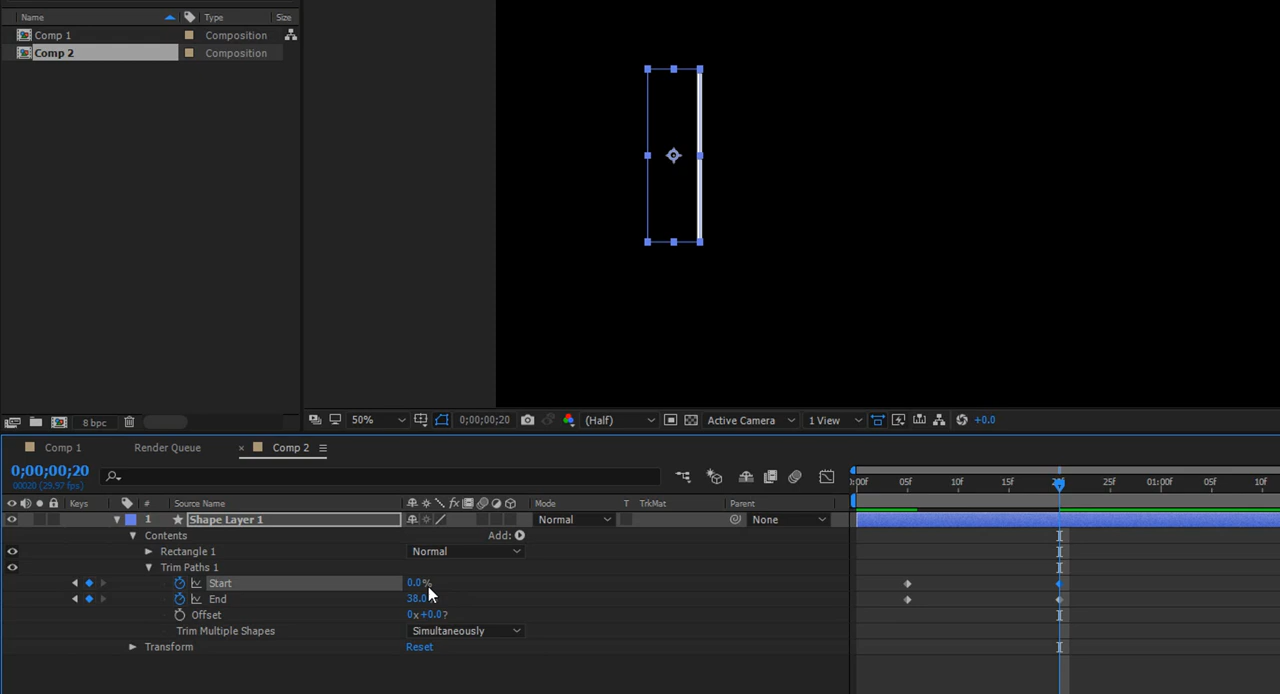 Name Type Size
Comp 1 Composition
Comp 2 Composition
8 bpc
50% 0;00;00;20 (Half) Active Camera 1 View +0.0
Comp 1 Render Queue × Comp 2
0;00;00;20
00020 (29.97 fps)
Keys # Source Name Mode T TrkMat Parent
:00F 05F 10F 15F 25F 01:00F 05F 10F
1 Shape Layer 1 Normal None
Contents Add:
Rectangle 1 Normal
Trim Paths 1
Start 0.0%
End 38.0
Offset 0x+0.0?
Trim Multiple Shapes Simultaneously
Transform Reset